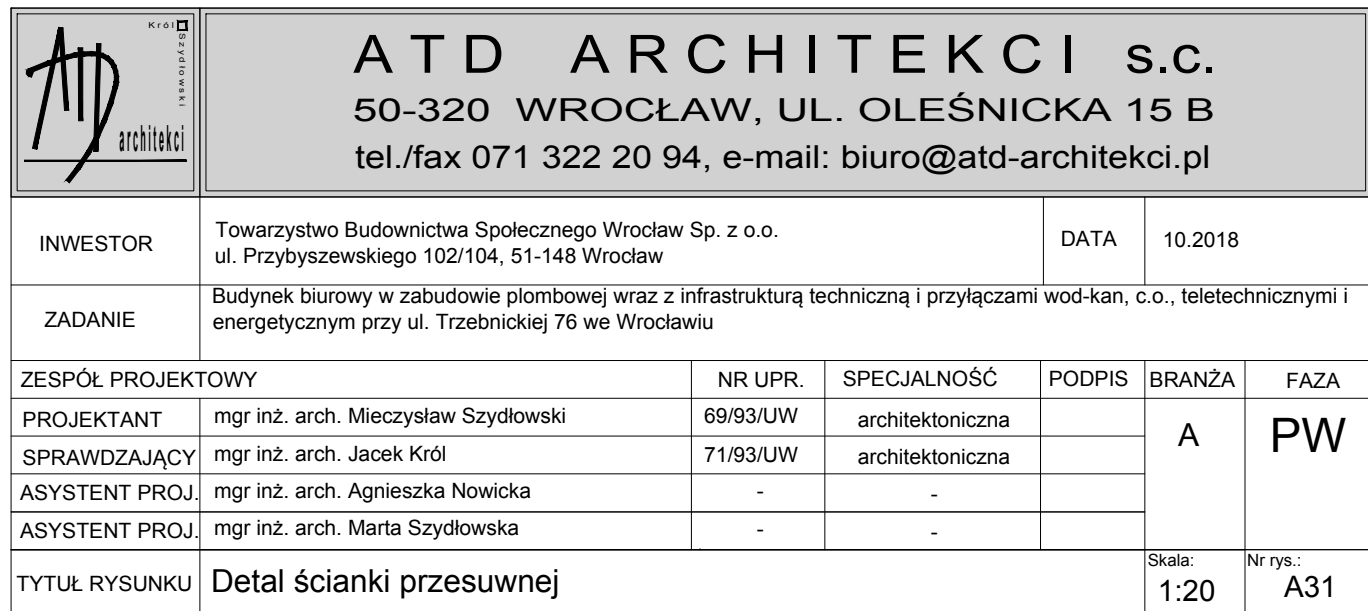 Król
Szydłowski
ATD
architekci
ATD ARCHITEKCI s.c.
50-320 WROCŁAW, UL. OLEŚNICKA 15 B
tel./fax 071 322 20 94, e-mail: biuro@atd-architekci.pl
INWESTOR
Towarzystwo Budownictwa Społecznego Wrocław Sp. z o.o.
ul. Przybyszewskiego 102/104, 51-148 Wrocław
DATA
10.2018
ZADANIE
Budynek biurowy w zabudowie plombowej wraz z infrastrukturą techniczną i przyłączami wod-kan, c.o., teletechnicznymi i
energetycznym przy ul. Trzebnickiej 76 we Wrocławiu
ZESPÓŁ PROJEKTOWY NR UPR. SPECJALNOŚĆ PODPIS BRANŻA FAZA
PROJEKTANT mgr inż. arch. Mieczysław Szydłowski 69/93/UW architektoniczna
A PW
SPRAWDZAJĄCY mgr inż. arch. Jacek Król 71/93/UW architektoniczna
ASYSTENT PROJ. mgr inż. arch. Agnieszka Nowicka - -
ASYSTENT PROJ. mgr inż. arch. Marta Szydłowska - -
TYTUŁ RYSUNKU Detal ścianki przesuwnej
Skala:
1:20
Nr rys.:
A31